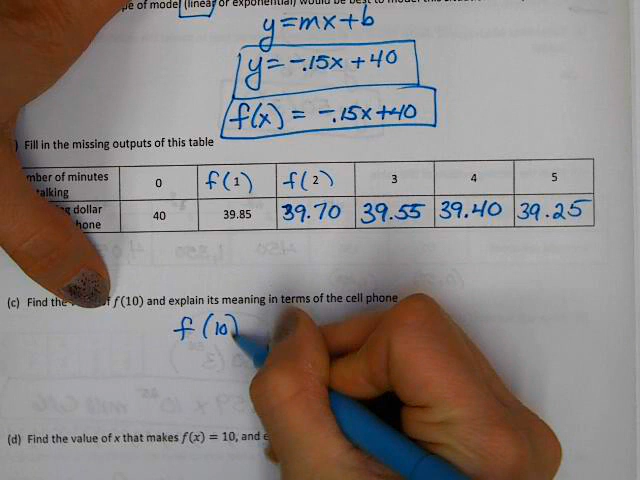 of model (linear or exponential) would be best to model this situation
y=mx+b
y=-.15x+40
f(x) = -.15x+40
) Fill in the missing outputs of this table
mber of minutes talking 0 f(1) f(2) 3 4 5
dollar hone 40 39.85 39.70 39.55 39.40 39.25
(c) Find the of f(10) and explain its meaning in terms of the cell phone
f(10)
(d) Find the value of x that makes f(x) = 10, and